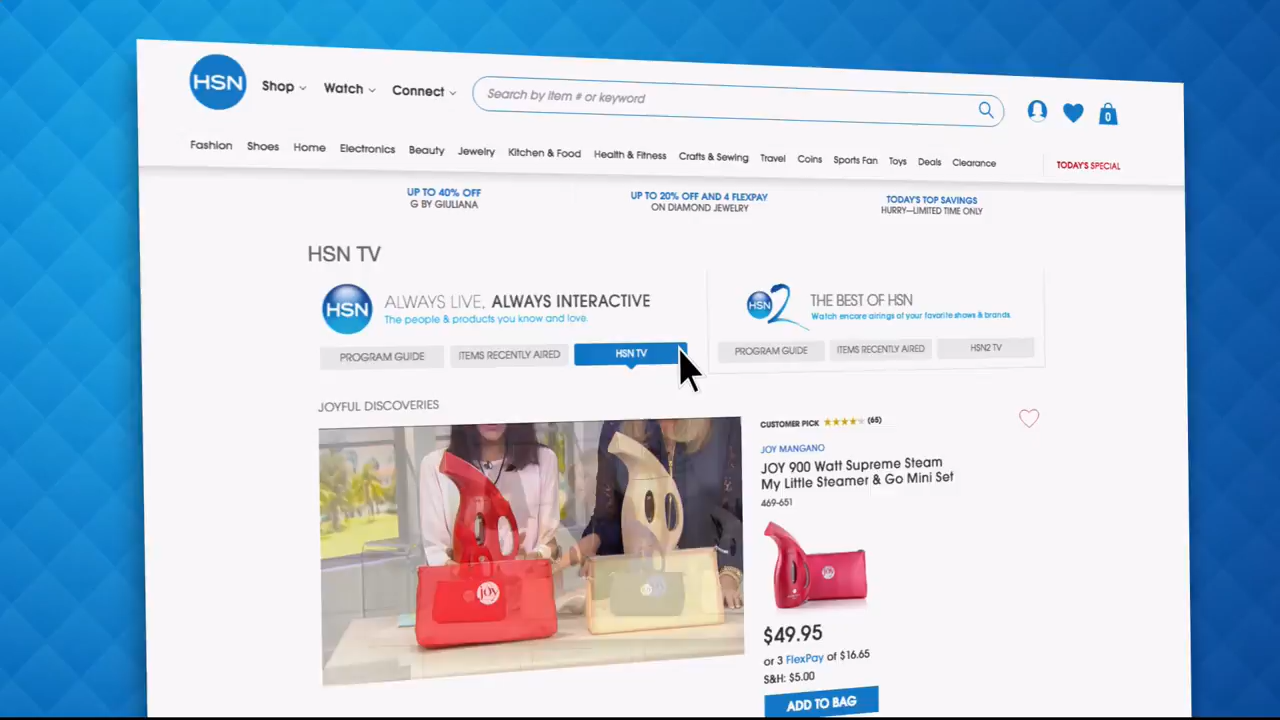 HSN
Shop
Watch
Connect
Search by item # or keyword
0
Fashion
Shoes
Home
Electronics
Beauty
Jewelry
Kitchen & Food
Health & Fitness
Crafts & Sewing
Travel
Coins
Sports Fan
Toys
Deals
Clearance
TODAY'S SPECIAL
UP TO 40% OFF
G BY GIULIANA
UP TO 20% OFF AND 4 FLEXPAY
ON DIAMOND JEWELRY
TODAY'S TOP SAVINGS
HURRY—LIMITED TIME ONLY
HSN TV
HSN
ALWAYS LIVE, ALWAYS INTERACTIVE
The people & products you know and love.
PROGRAM GUIDE
ITEMS RECENTLY AIRED
HSN TV
HSN2
THE BEST OF HSN
Watch encore airings of your favorite shows & brands.
PROGRAM GUIDE
ITEMS RECENTLY AIRED
HSN2 TV
JOYFUL DISCOVERIES
joy
CUSTOMER PICK
(65)
JOY MANGANO
JOY 900 Watt Supreme Steam
My Little Steamer & Go Mini Set
469-651
$49.95
or 3 FlexPay of $16.65
S&H: $5.00
ADD TO BAG